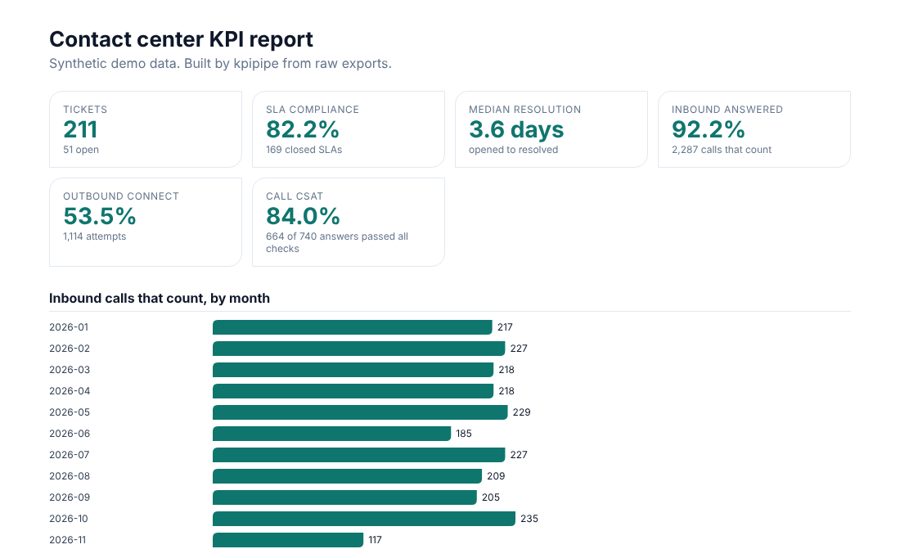 Contact center KPI report
Synthetic demo data. Built by kpipipe from raw exports.
TICKETS
211
51 open
SLA COMPLIANCE
82.2%
169 closed SLAs
MEDIAN RESOLUTION
3.6 days
opened to resolved
INBOUND ANSWERED
92.2%
2,287 calls that count
OUTBOUND CONNECT
53.5%
1,114 attempts
CALL CSAT
84.0%
664 of 740 answers passed all
checks
Inbound calls that count, by month
2026-01 217
2026-02 227
2026-03 218
2026-04 218
2026-05 229
2026-06 185
2026-07 227
2026-08 209
2026-09 205
2026-10 235
2026-11 117